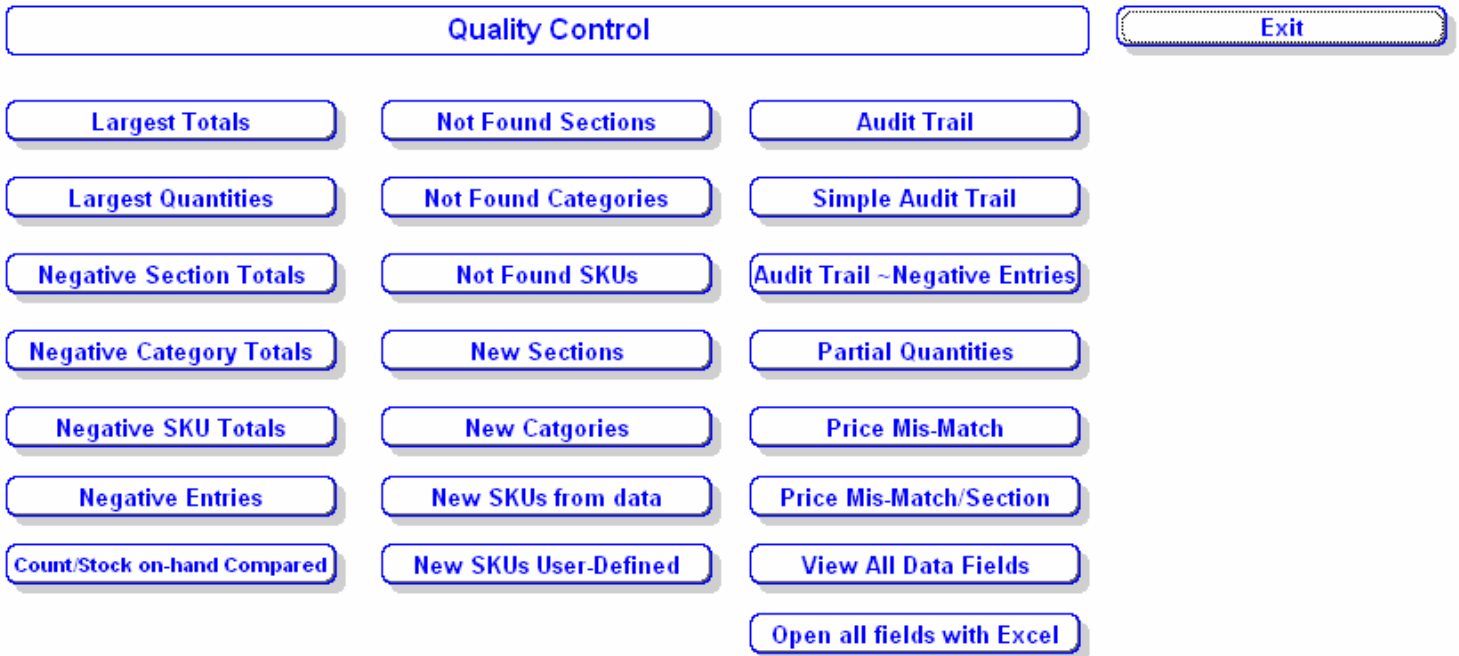 Quality Control
Exit
Largest Totals
Not Found Sections
Audit Trail
Largest Quantities
Not Found Categories
Simple Audit Trail
Negative Section Totals
Not Found SKUs
Audit Trail ~Negative Entries
Negative Category Totals
New Sections
Partial Quantities
Negative SKU Totals
New Catgories
Price Mis-Match
Negative Entries
New SKUs from data
Price Mis-Match/Section
Count/Stock on-hand Compared
New SKUs User-Defined
View All Data Fields
Open all fields with Excel